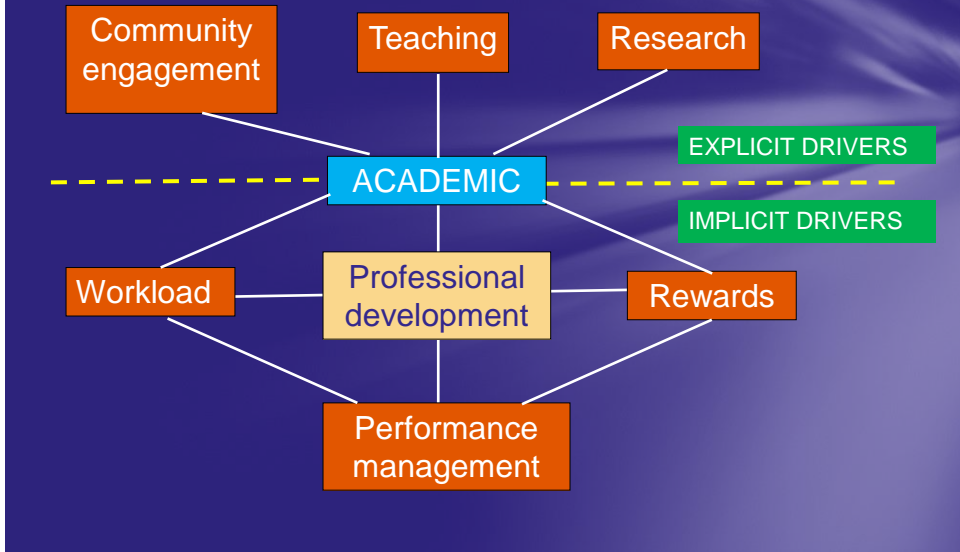 Community
engagement
Teaching
Research
EXPLICIT DRIVERS
ACADEMIC
IMPLICIT DRIVERS
Workload
Professional
development
Rewards
Performance
management